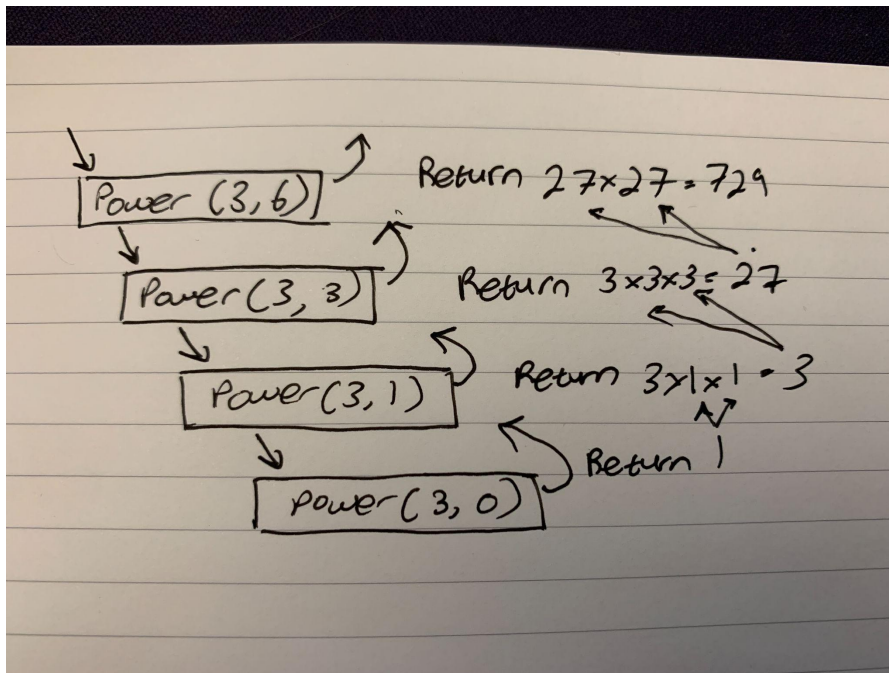 Power (3,6) Return 27×27 = 729
Power (3, 3) Return 3×3×3 = 27
Power (3, 1) Return 3×1×1 = 3
Return 1
Power (3, 0)